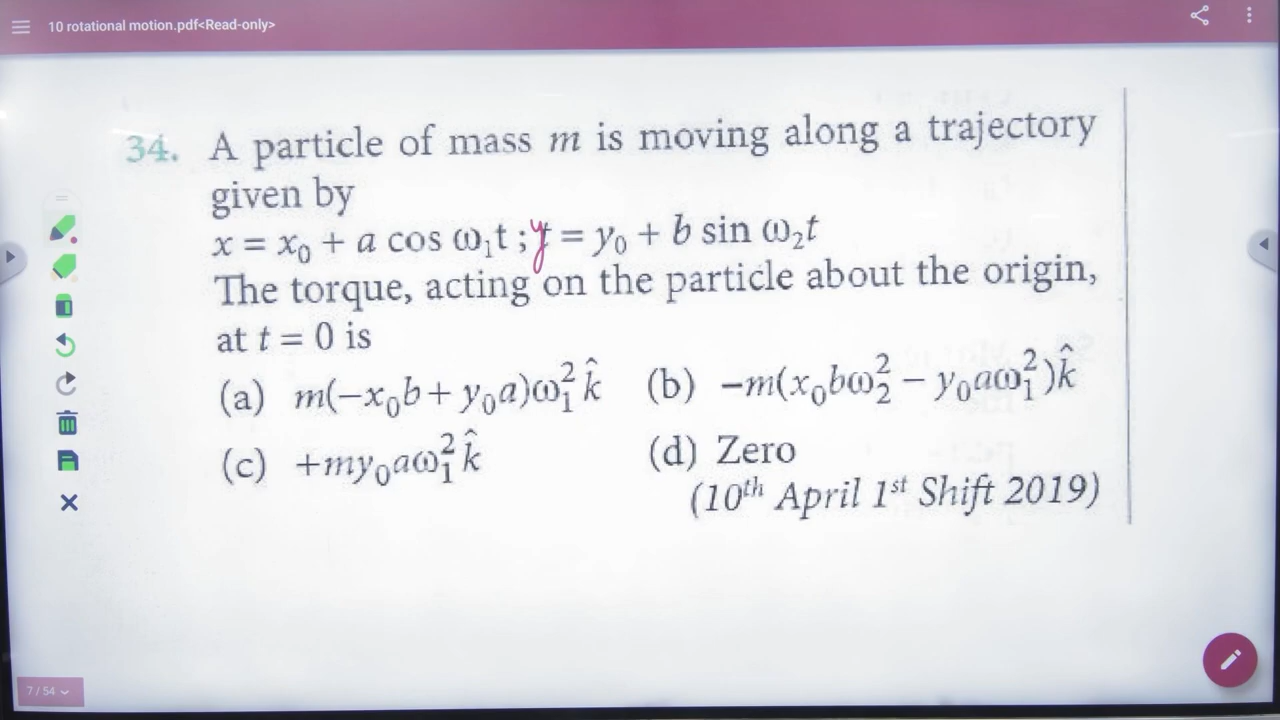 10 rotational motion.pdf<Read-only>
34. A particle of mass m is moving along a trajectory
given by
x = x₀ + a cos ω₁t ; y = y₀ + b sin ω₂t
The torque, acting on the particle about the origin,
at t = 0 is
(a) m(−x₀b + y₀a)ω₁² k̂ (b) −m(x₀bω₂² − y₀aω₁²)k̂
(c) +my₀aω₁² k̂ (d) Zero
(10th April 1st Shift 2019)
7 / 54